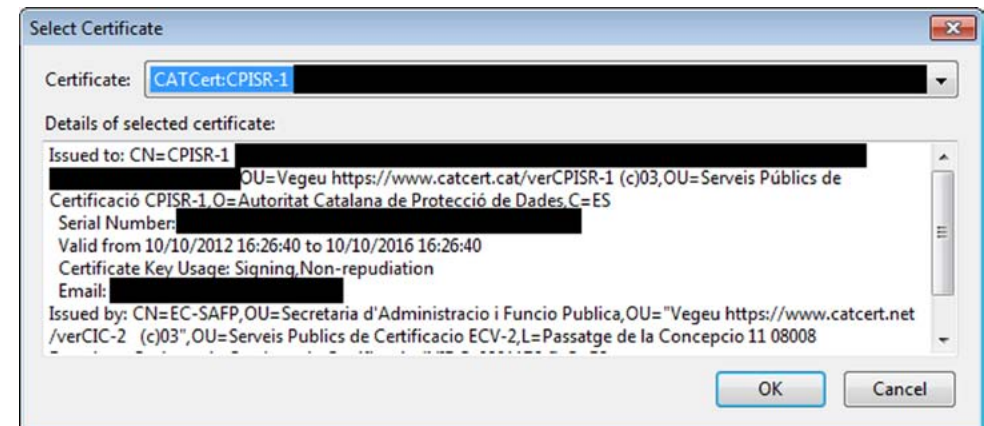 Select Certificate
Certificate: CATCert:CPISR-1
Details of selected certificate:
Issued to: CN=CPISR-1
OU=Vegeu https://www.catcert.cat/verCPISR-1 (c)03,OU=Serveis Públics de
Certificació CPISR-1,O=Autoritat Catalana de Protecció de Dades,C=ES
Serial Number:
Valid from 10/10/2012 16:26:40 to 10/10/2016 16:26:40
Certificate Key Usage: Signing,Non-repudiation
Email:
Issued by: CN=EC-SAFP,OU=Secretaria d'Administracio i Funcio Publica,OU="Vegeu https://www.catcert.net
/verCIC-2 (c)03",OU=Serveis Publics de Certificacio ECV-2,L=Passatge de la Concepcio 11 08008
OK Cancel